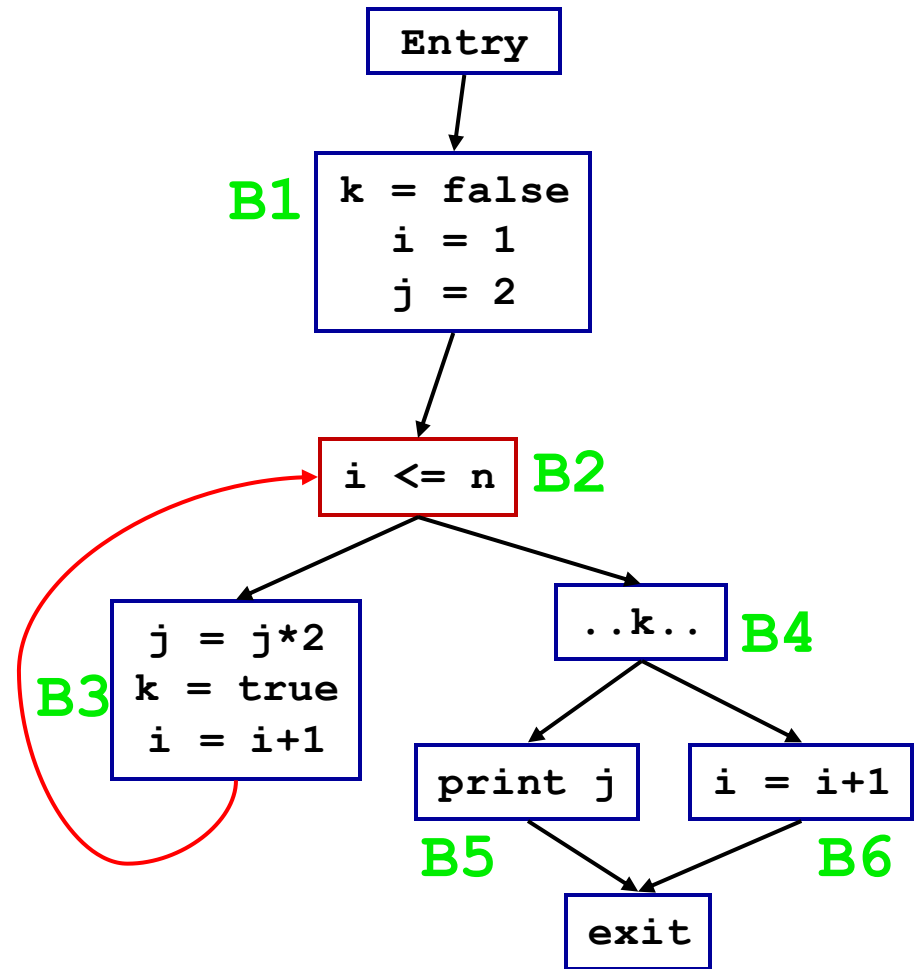 Entry
B1
k = false
i = 1
j = 2
i <= n
B2
j = j*2
B3
k = true
i = i+1
..k..
B4
print j
B5
i = i+1
B6
exit